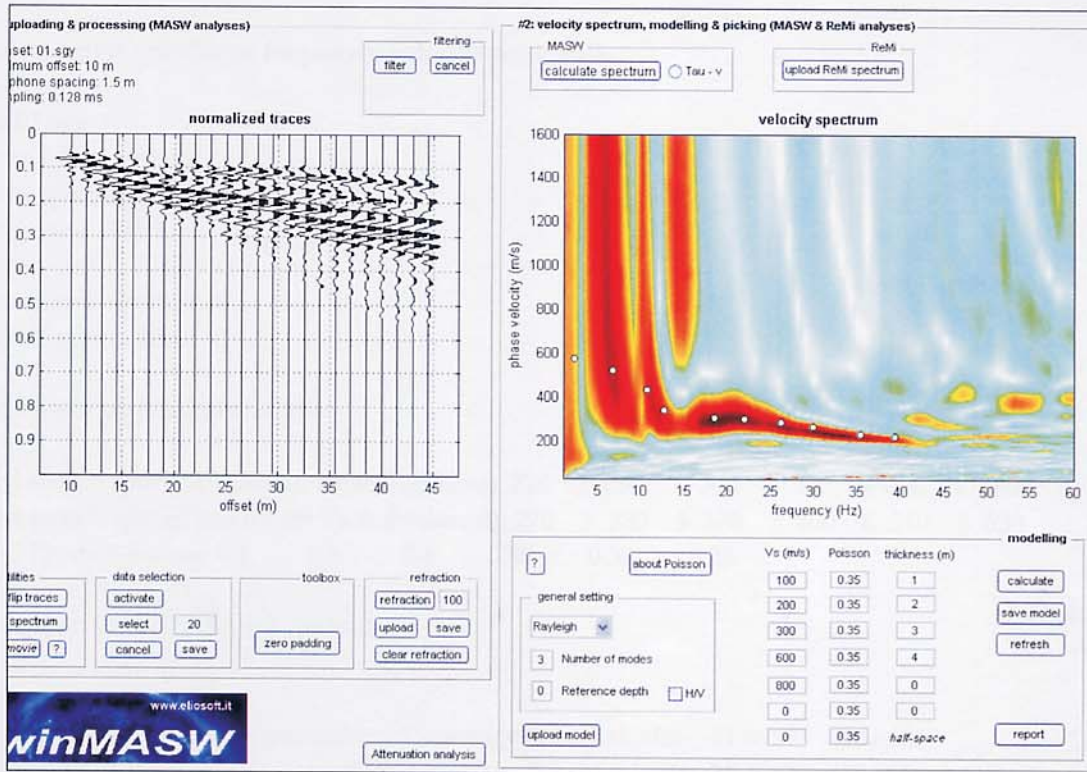 uploading & processing (MASW analyses)
set: 01.sgy
imum offset: 10 m
phone spacing: 1.5 m
pling: 0.128 ms
filtering
filter cancel
normalized traces
0
0.1
0.2
0.3
0.4
0.5
0.6
0.7
0.8
0.9
10 15 20 25 30 35 40 45
offset (m)
ilities
flip traces
spectrum
movie ?
data selection
activate
select 20
cancel save
toolbox
zero padding
refraction
refraction 100
upload save
clear refraction
www.eliosoft.it
winMASW
Attenuation analysis
#2: velocity spectrum, modelling & picking (MASW & ReMi analyses)
MASW
calculate spectrum Tau - v
ReMi
upload ReMi spectrum
velocity spectrum
1600
1400
1200
1000
800
600
400
200
phase velocity (m/s)
5 10 15 20 25 30 35 40 45 50 55 60
frequency (Hz)
modelling
? about Poisson
general setting
Rayleigh
3 Number of modes
0 Reference depth H/V
upload model
Vs (m/s) Poisson thickness (m)
100 0.35 1
200 0.35 2
300 0.35 3
600 0.35 4
800 0.35 0
0 0.35 0
0 0.35 half-space
calculate
save model
refresh
report